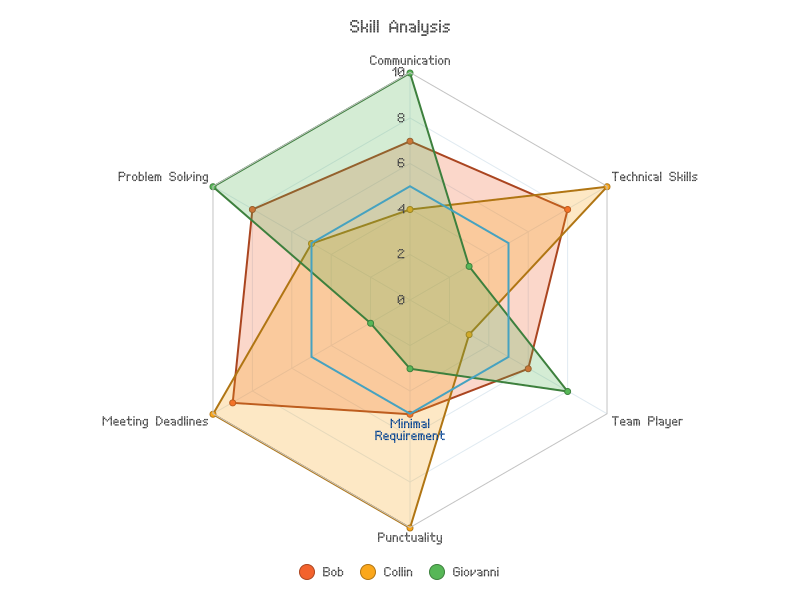 Skill Analysis
Communication
10
8
6
4
2
0
Problem Solving
Technical Skills
Meeting Deadlines
Team Player
Minimal
Requirement
Punctuality
Bob
Collin
Giovanni